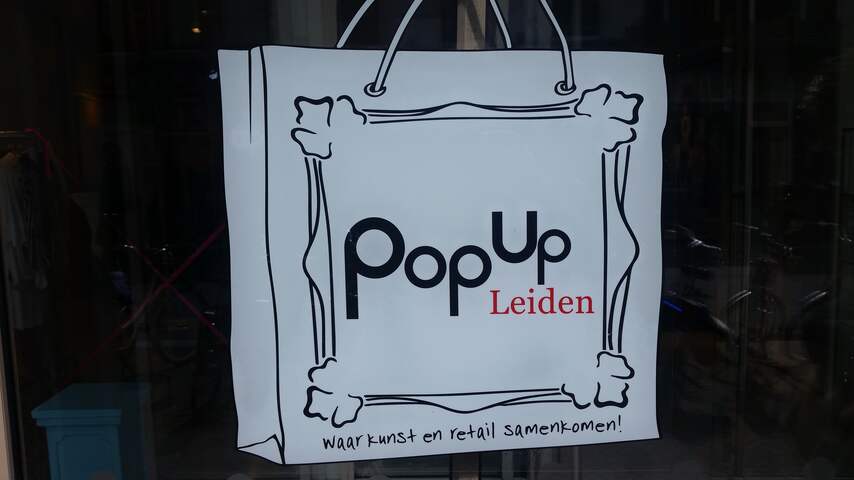 PopUp
Leiden
waar kunst en retail samenkomen!